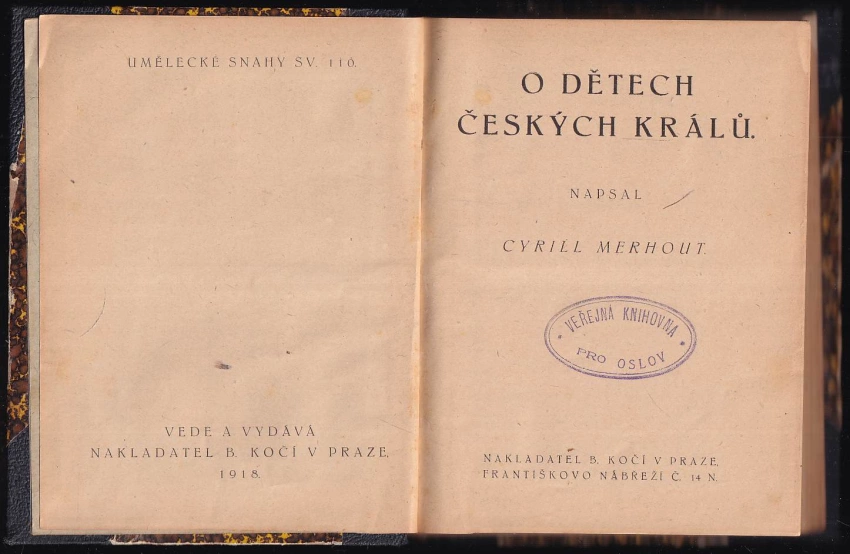 UMĚLECKÉ SNAHY SV. 110.
VEDE A VYDÁVÁ
NAKLADATEL B. KOČÍ V PRAZE,
1918.
O DĚTECH
ČESKÝCH KRÁLŮ.
NAPSAL
CYRILL MERHOUT.
VEŘEJNÁ KNIHOVNA
PRO OSLOV
NAKLADATEL B. KOČÍ V PRAZE,
FRANTIŠKOVO NÁBŘEŽÍ Č. 14 N.